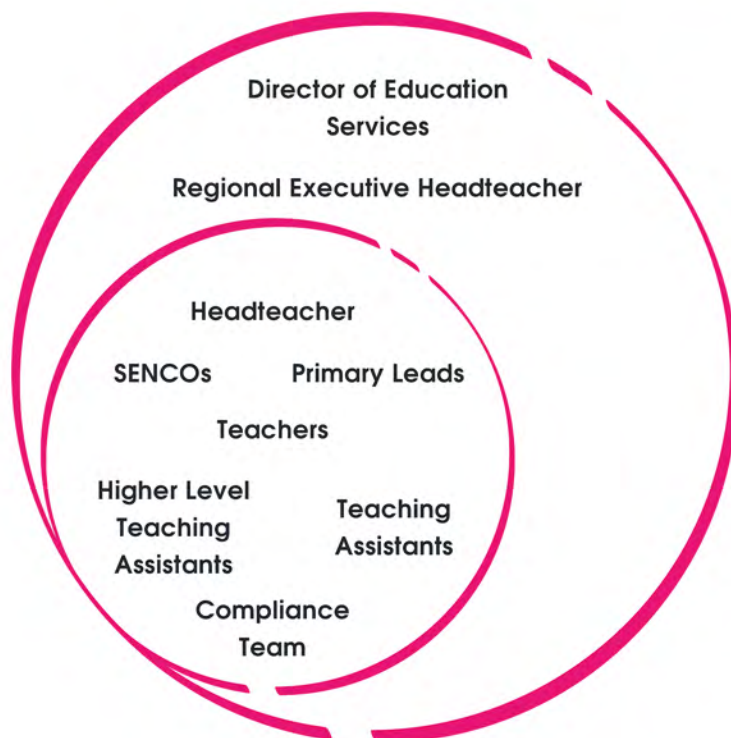 Director of Education
Services
Regional Executive Headteacher
Headteacher
SENCOs
Primary Leads
Teachers
Higher Level
Teaching
Assistants
Teaching
Assistants
Compliance
Team